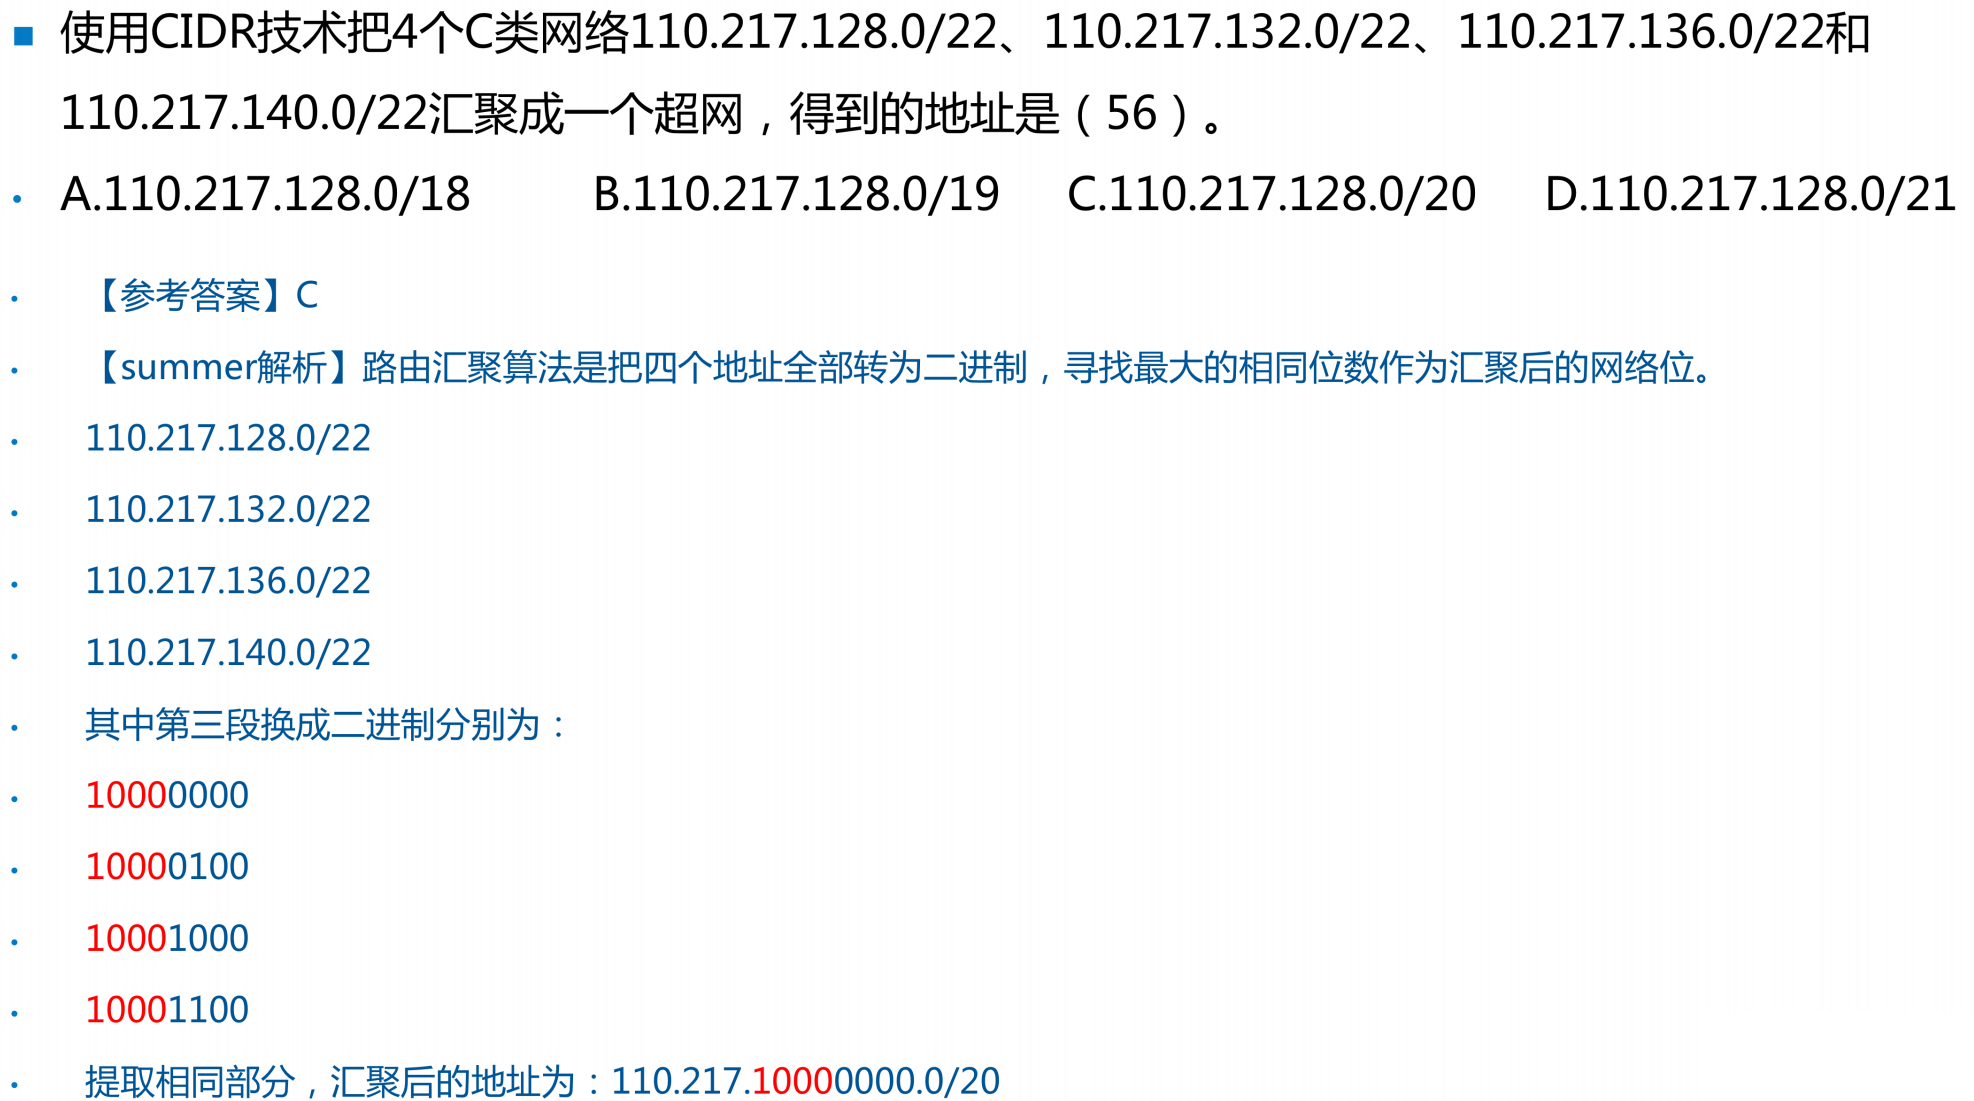 ■ 使用CIDR技术把4个C类网络110.217.128.0/22、110.217.132.0/22、110.217.136.0/22和
110.217.140.0/22汇聚成一个超网，得到的地址是（56）。
• A.110.217.128.0/18 B.110.217.128.0/19 C.110.217.128.0/20 D.110.217.128.0/21
• 【参考答案】C
• 【summer解析】路由汇聚算法是把四个地址全部转为二进制，寻找最大的相同位数作为汇聚后的网络位。
• 110.217.128.0/22
• 110.217.132.0/22
• 110.217.136.0/22
• 110.217.140.0/22
• 其中第三段换成二进制分别为：
• 10000000
• 10000100
• 10001000
• 10001100
• 提取相同部分，汇聚后的地址为：110.217.10000000.0/20